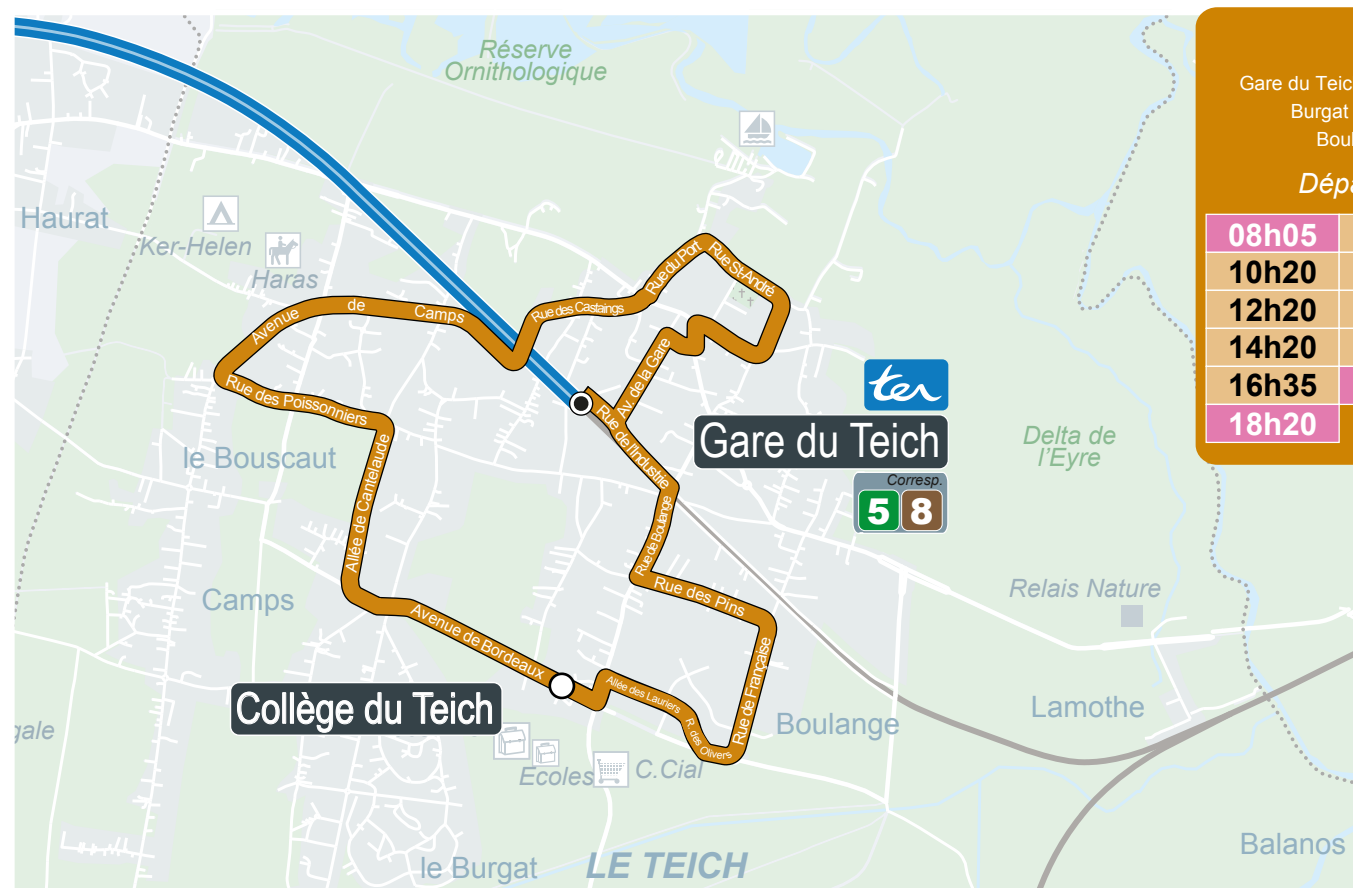 Réserve
Ornithologique
Haurat
Ker-Helen
Haras
Avenue de Camps
Rue des Castaings
Rue du Port
Rue St-André
Av. de la Gare
Rue de l'Industrie
Rue des Poissonniers
le Bouscaut
Allée de Cantelaude
ter
Gare du Teich
Corresp.
5 8
Delta de
l'Eyre
Rue de Boulange
Rue des Pins
Rue de Française
Relais Nature
Camps
Avenue de Bordeaux
Collège du Teich
Allée des Lauriers
R. des Olivers
Boulange
Lamothe
gale
Ecoles
C.Cial
le Burgat
LE TEICH
Balanos
Gare du Teic
Burgat
Boul
Dépa
08h05
10h20
12h20
14h20
16h35
18h20